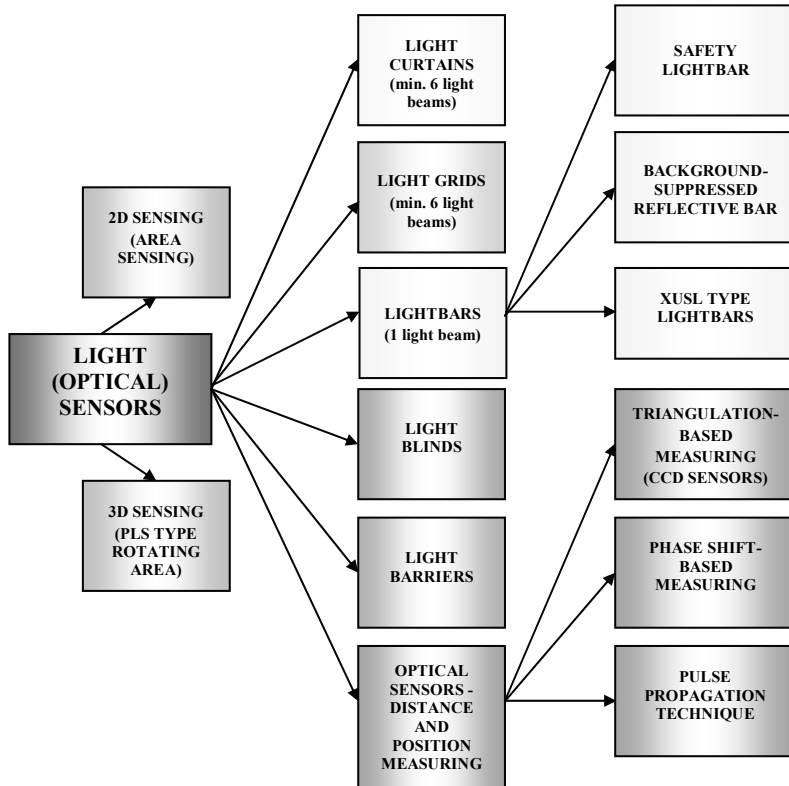 2D SENSING
(AREA
SENSING)
LIGHT
(OPTICAL)
SENSORS
3D SENSING
(PLS TYPE
ROTATING
AREA)
LIGHT
CURTAINS
(min. 6 light
beams)
LIGHT GRIDS
(min. 6 light
beams)
LIGHTBARS
(1 light beam)
LIGHT
BLINDS
LIGHT
BARRIERS
OPTICAL
SENSORS -
DISTANCE
AND
POSITION
MEASURING
SAFETY
LIGHTBAR
BACKGROUND-
SUPPRESSED
REFLECTIVE BAR
XUSL TYPE
LIGHTBARS
TRIANGULATION-
BASED
MEASURING
(CCD SENSORS)
PHASE SHIFT-
BASED
MEASURING
PULSE
PROPAGATION
TECHNIQUE